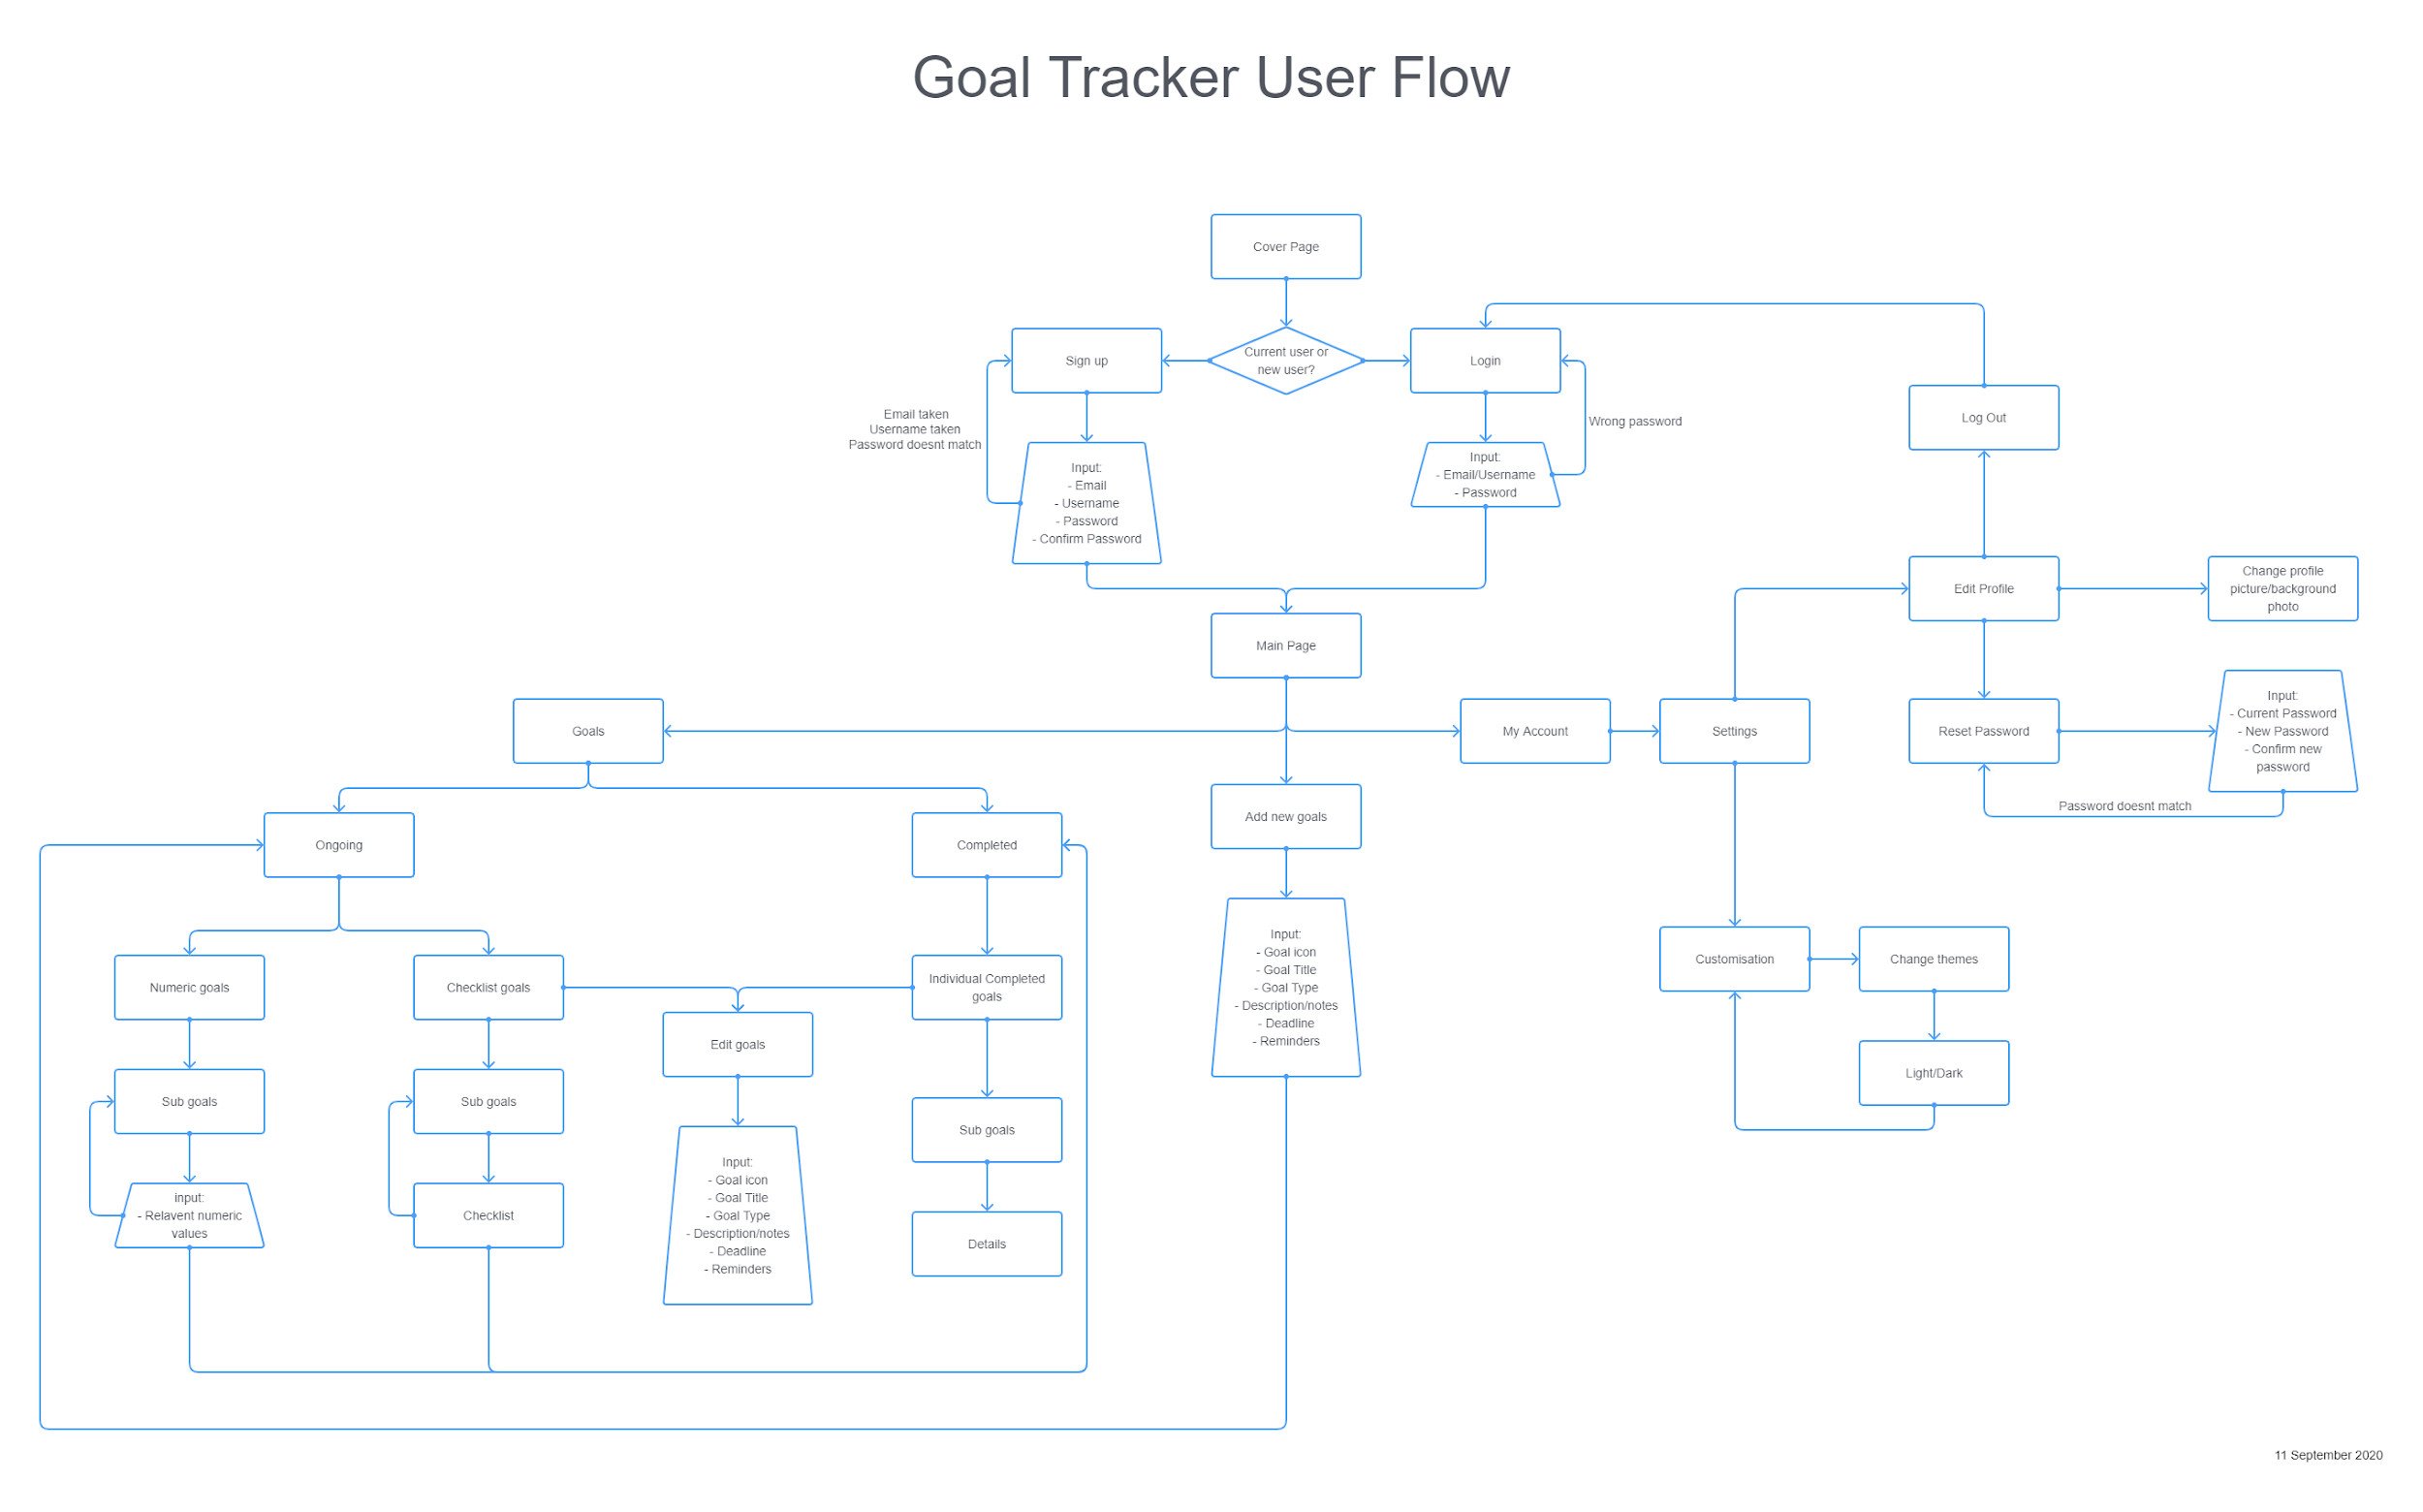 Goal Tracker User Flow
Cover Page
Current user or
new user?
Sign up
Login
Email taken
Username taken
Password doesnt match
Wrong password
Log Out
Input:
- Email
- Username
- Password
- Confirm Password
Input:
- Email/Username
- Password
Edit Profile
Change profile
picture/background
photo
Main Page
Goals
My Account
Settings
Reset Password
Input:
- Current Password
- New Password
- Confirm new
password
Password doesnt match
Ongoing
Completed
Add new goals
Numeric goals
Checklist goals
Individual Completed
goals
Input:
- Goal icon
- Goal Title
- Goal Type
- Description/notes
- Deadline
- Reminders
Customisation
Change themes
Edit goals
Light/Dark
Sub goals
Sub goals
Sub goals
input:
- Relavent numeric
values
Checklist
Input:
- Goal icon
- Goal Title
- Goal Type
- Description/notes
- Deadline
- Reminders
Details
11 September 2020